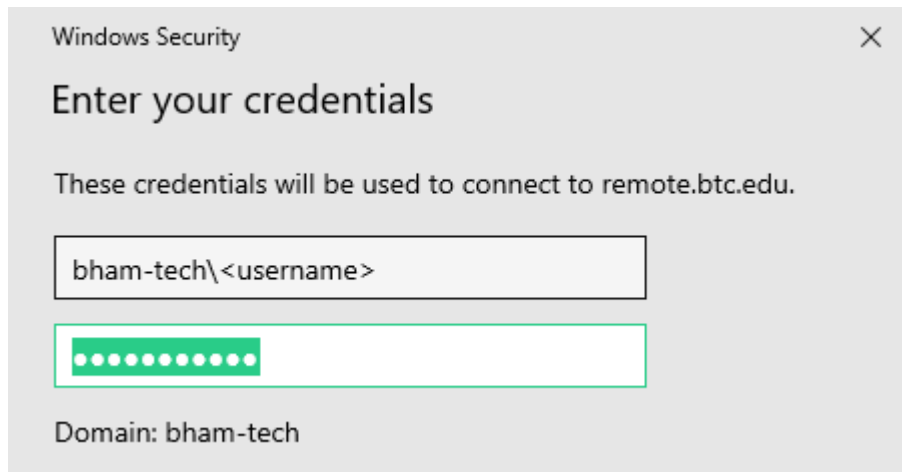 Windows Security
Enter your credentials
These credentials will be used to connect to remote.btc.edu.
bham-tech\<username>
●●●●●●●●●●●
Domain: bham-tech